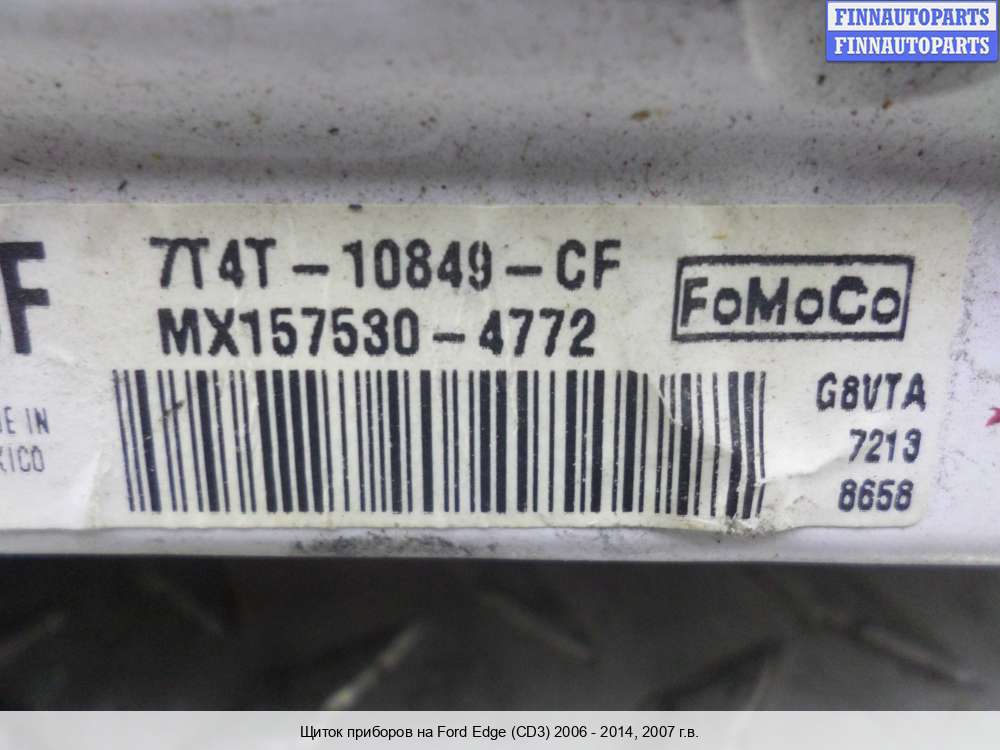 FINNAUTOPARTS
FINNAUTOPARTS
7T4T-10849-CF
MX157530-4772
FoMoCo
G8VTA
7213
8658
Щиток приборов на Ford Edge (CD3) 2006 - 2014, 2007 г.в.